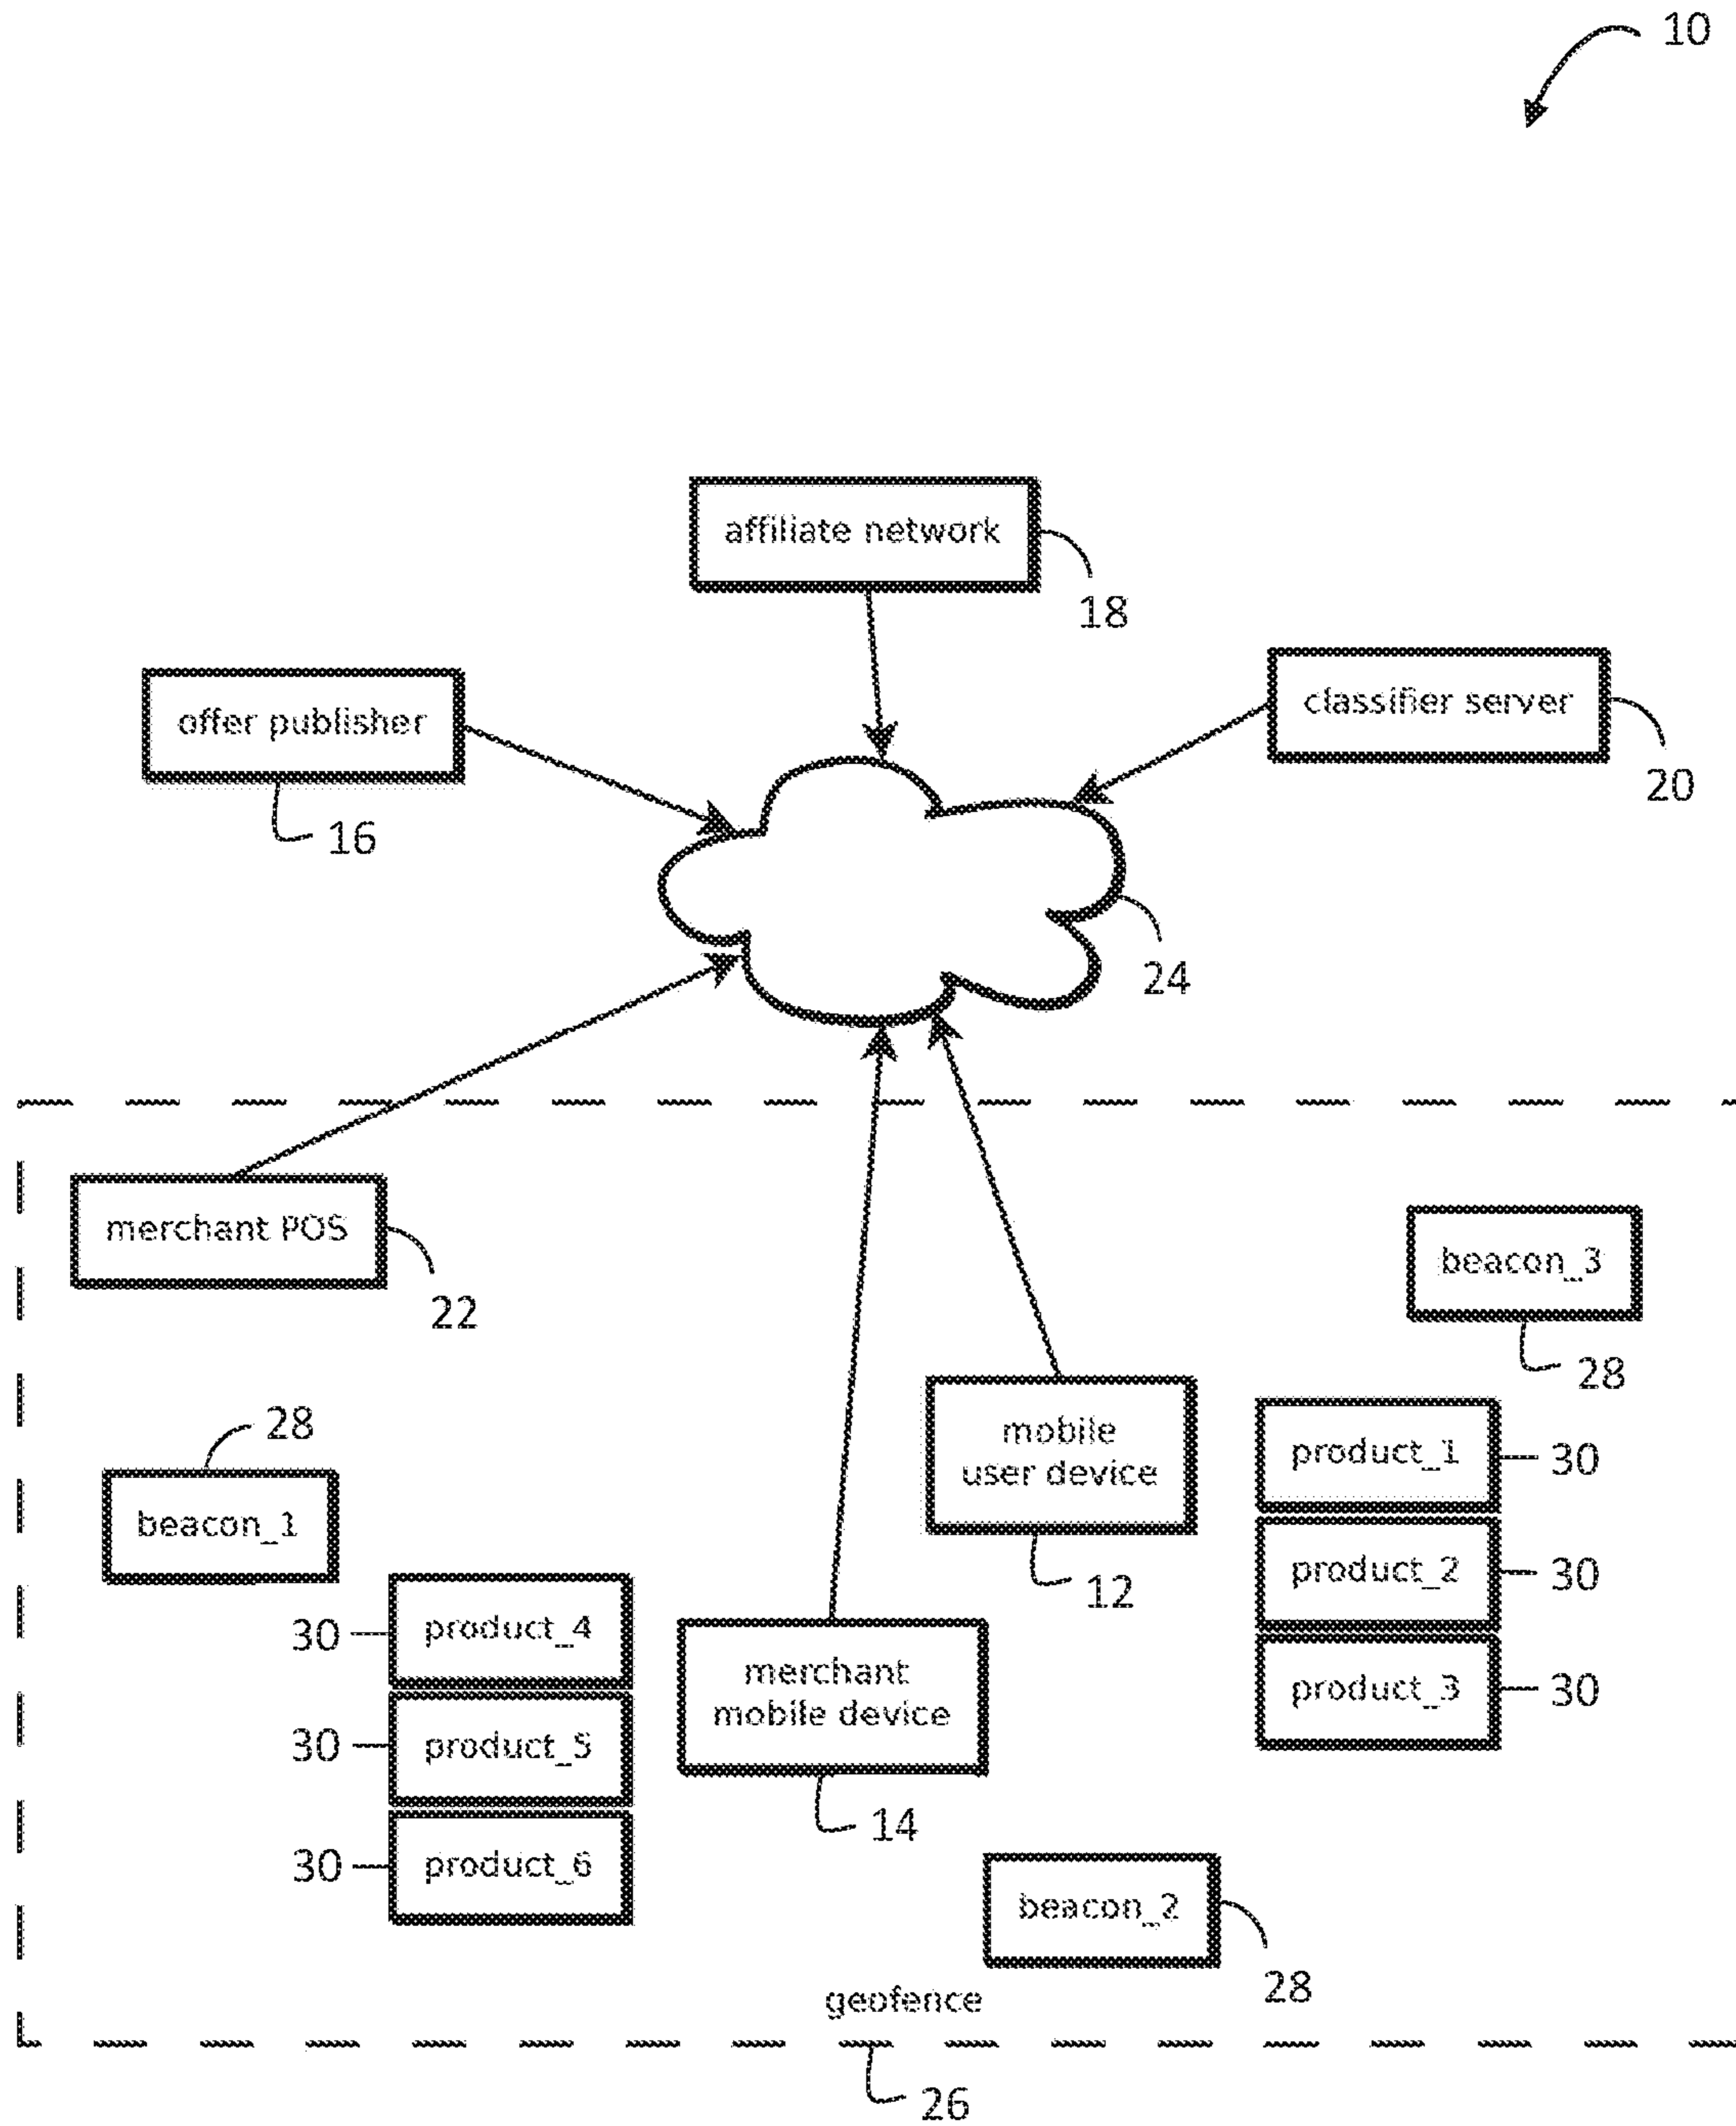 10
affiliate network
18
offer publisher
16
classifier server
20
24
merchant POS
22
beacon_3
28
28
beacon_1
mobile
user device
12
product_1
30
product_2
30
product_3
30
30
product_4
30
product_5
30
product_6
merchant
mobile device
14
beacon_2
28
geofence
26